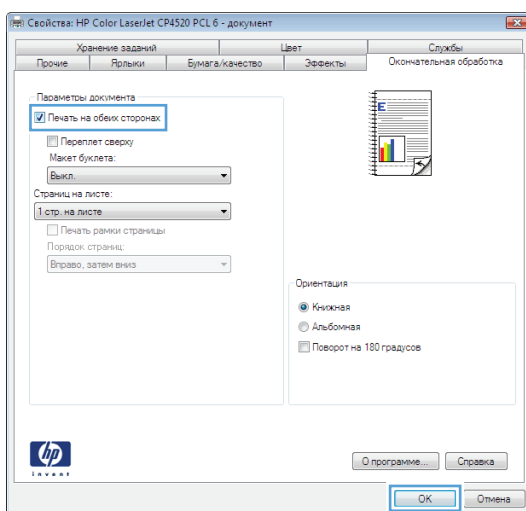 Свойства: HP Color LaserJet CP4520 PCL 6 - документ
Хранение заданий Цвет Службы
Прочие Ярлыки Бумага/качество Эффекты Окончательная обработка
Параметры документа
Печать на обеих сторонах
Переплет сверху
Макет буклета:
Выкл.
Страниц на листе:
1 стр. на листе
Печать рамки страницы
Порядок страниц:
Вправо, затем вниз
E
Ориентация
Книжная
Альбомная
Поворот на 180 градусов
hp
invent
О программе... Справка
OK Отмена